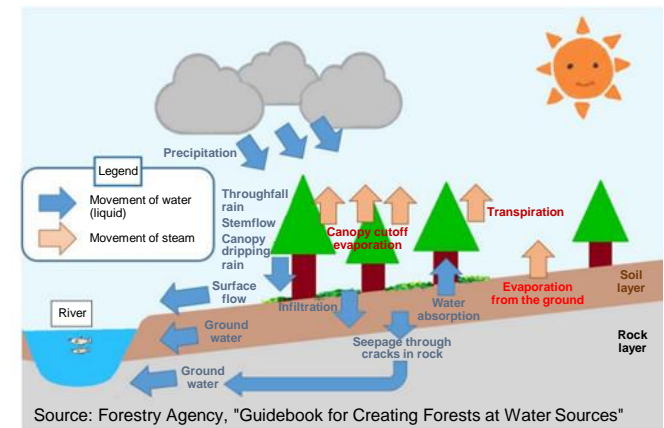 Precipitation
Legend
Movement of water
(liquid)
Movement of steam
Throughfall
rain
Stemflow
Canopy
dripping
rain
Canopy cutoff
evaporation
Transpiration
Evaporation
from the ground
Soil
layer
Surface
flow
River
Infiltration
Water
absorption
Ground
water
Seepage through
cracks in rock
Rock
layer
Ground
water
Source: Forestry Agency, "Guidebook for Creating Forests at Water Sources"